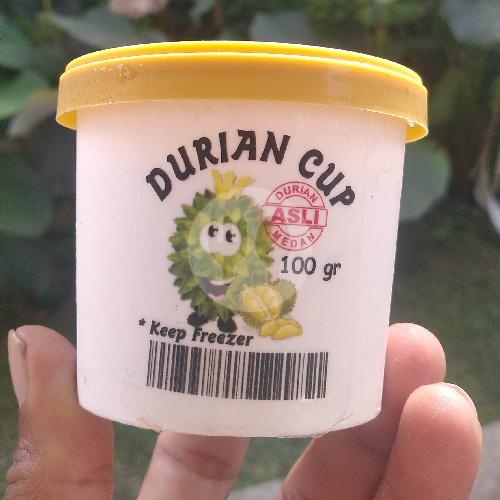 DURIAN CUP
DURIAN
ASLI
MEDAN
100 gr
* Keep Freezer